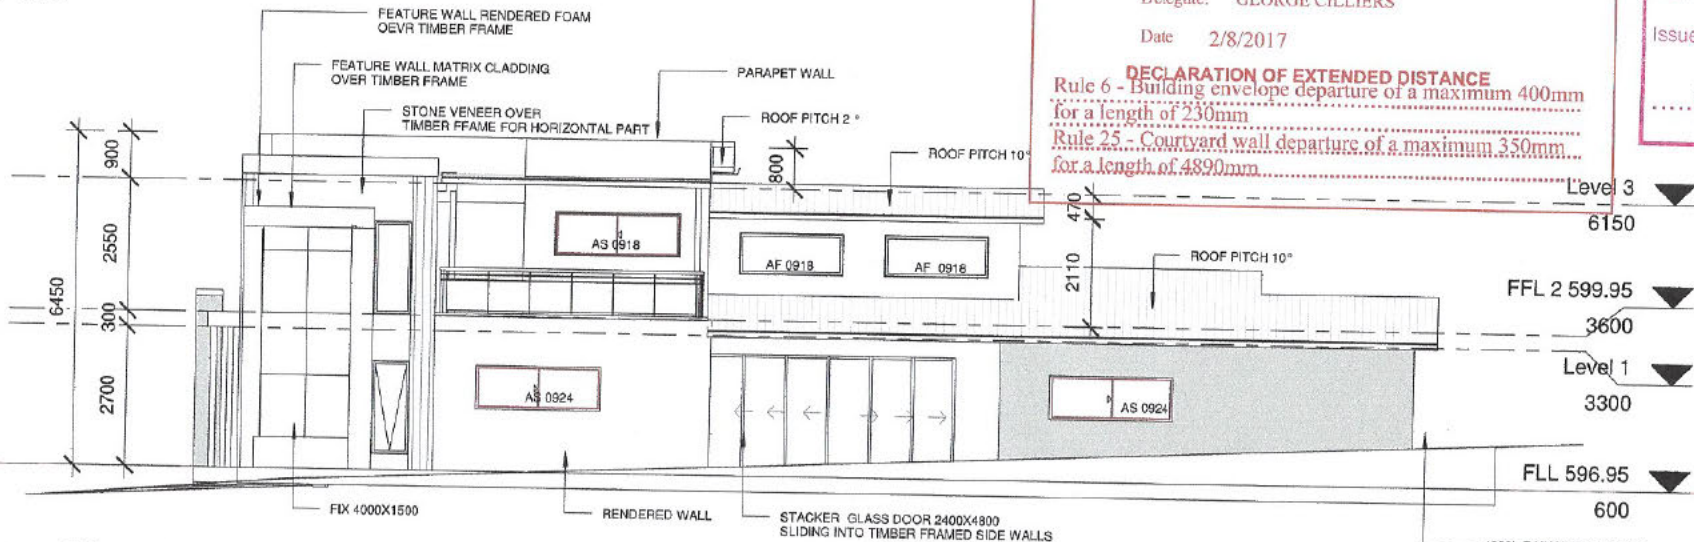 FEATURE WALL RENDERED FOAM
OEVR TIMBER FRAME
FEATURE WALL MATRIX CLADDING
OVER TIMBER FRAME
STONE VENEER OVER
TIMBER FFAME FOR HORIZONTAL PART
PARAPET WALL
ROOF PITCH 2 °
ROOF PITCH 10°
ROOF PITCH 10°
Delegate: GEORGE CILLIERS
Date 2/8/2017
DECLARATION OF EXTENDED DISTANCE
Rule 6 - Building envelope departure of a maximum 400mm
for a length of 230mm
Rule 25 - Courtyard wall departure of a maximum 350mm
for a length of 4890mm
Issue
900
2550
300
2700
6450
800
470
2110
AS 0918
AF 0918
AF 0918
AS 0924
AS 0924
Level 3
6150
FFL 2 599.95
3600
Level 1
3300
FLL 596.95
600
FIX 4000X1500
RENDERED WALL
STACKER GLASS DOOR 2400X4800
SLIDING INTO TIMBER FRAMED SIDE WALLS